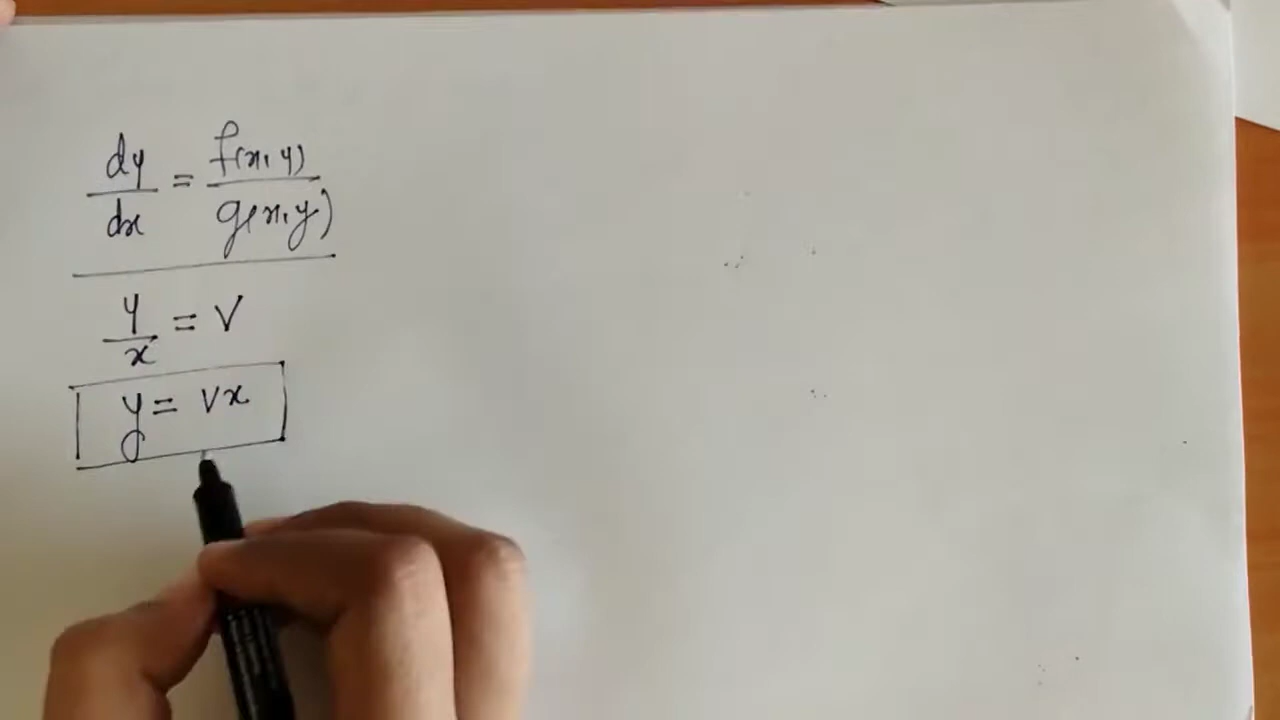 dy/dx = f(x, y)/g(x, y)
y/x = v
y = vx